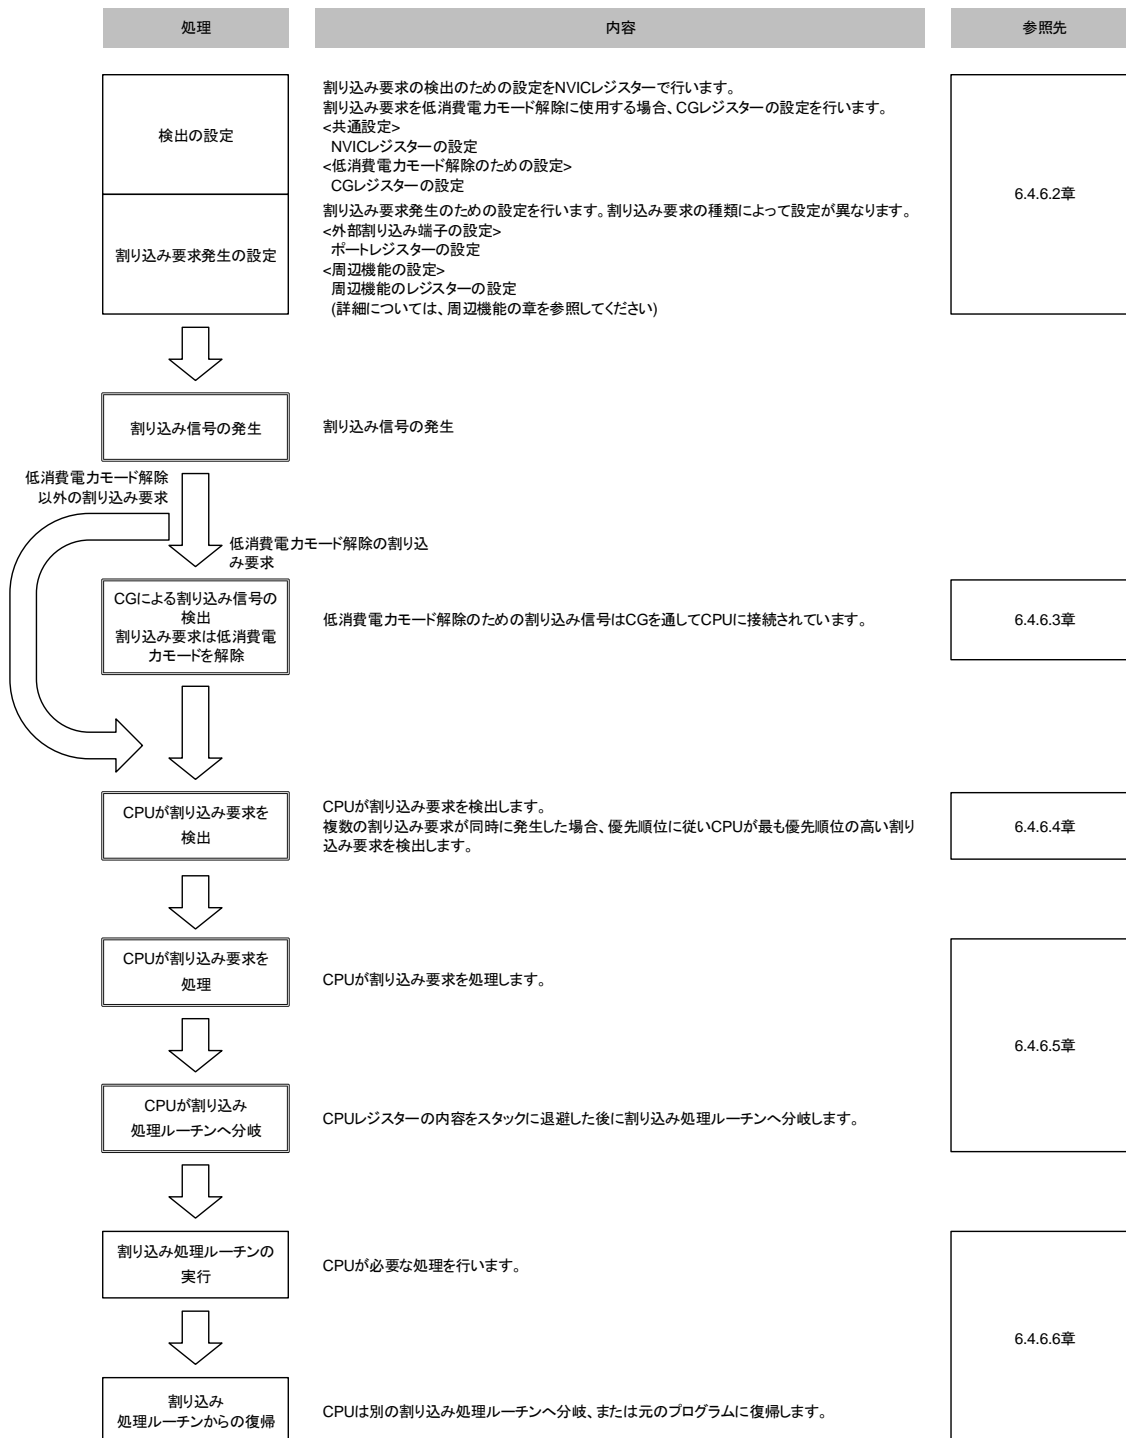 処理
内容
参照先
検出の設定
割り込み要求の検出のための設定をNVICレジスターで行います。
割り込み要求を低消費電力モード解除に使用する場合、CGレジスターの設定を行います。
<共通設定>
NVICレジスターの設定
<低消費電力モード解除のための設定>
CGレジスターの設定
6.4.6.2章
割り込み要求発生の設定
割り込み要求発生のための設定を行います。割り込み要求の種類によって設定が異なります。
<外部割り込み端子の設定>
ポートレジスターの設定
<周辺機能の設定>
周辺機能のレジスターの設定
(詳細については、周辺機能の章を参照してください)
割り込み信号の発生
割り込み信号の発生
低消費電力モード解除
以外の割り込み要求
低消費電力モード解除の割り込
み要求
CGによる割り込み信号の
検出
割り込み要求は低消費電
力モードを解除
低消費電力モード解除のための割り込み信号はCGを通してCPUに接続されています。
6.4.6.3章
CPUが割り込み要求を
検出
CPUが割り込み要求を検出します。
複数の割り込み要求が同時に発生した場合、優先順位に従いCPUが最も優先順位の高い割り
込み要求を検出します。
6.4.6.4章
CPUが割り込み要求を
処理
CPUが割り込み要求を処理します。
6.4.6.5章
CPUが割り込み
処理ルーチンへ分岐
CPUレジスターの内容をスタックに退避した後に割り込み処理ルーチンへ分岐します。
割り込み処理ルーチンの
実行
CPUが必要な処理を行います。
6.4.6.6章
割り込み
処理ルーチンからの復帰
CPUは別の割り込み処理ルーチンへ分岐、または元のプログラムに復帰します。